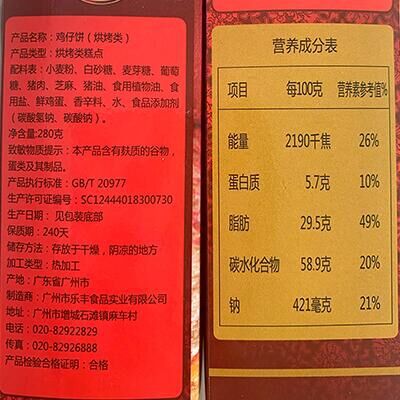 产品名称：鸡仔饼（烘烤类）
产品类型：烘烤类糕点
配料表：小麦粉、白砂糖、麦芽糖、葡萄
糖、猪肉、芝麻、猪油、食用植物油、食
用盐、鲜鸡蛋、香辛料、水、食品添加剂
（碳酸氢钠、碳酸钠）。
净含量:280克
致敏物质提示：本产品含有麸质的谷物，
蛋类及其制品。
产品执行标准：GB/T 20977
生产许可证编号：SC12444018300730
生产日期： 见包装底部
保质期：240天
储存方法：存放于干燥，阴凉的地方
加工类型：热加工
产地：广东省广州市
制造商：广州市乐丰食品实业有限公司
地址：广州市增城石滩镇麻车村
电话：020-82922829
传真：020-82926888
产品检验合格证明：合格
营养成分表
项目 每100克 营养素参考值%
能量 2190千焦 26%
蛋白质 5.7克 10%
脂肪 29.5克 49%
碳水化合物 58.9克 20%
钠 421毫克 21%